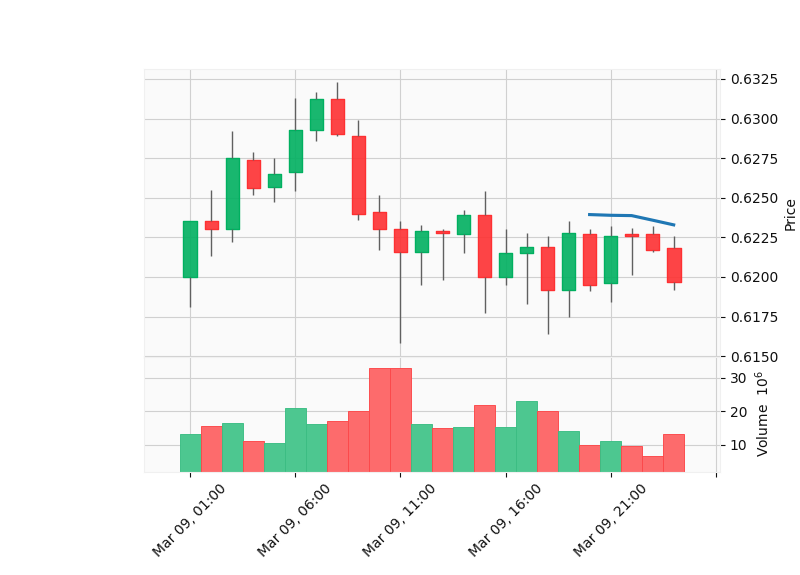 0.6325
0.6300
0.6275
0.6250
0.6225
0.6200
0.6175
0.6150
Price
30
20
10
Volume 10^6
Mar 09, 01:00
Mar 09, 06:00
Mar 09, 11:00
Mar 09, 16:00
Mar 09, 21:00